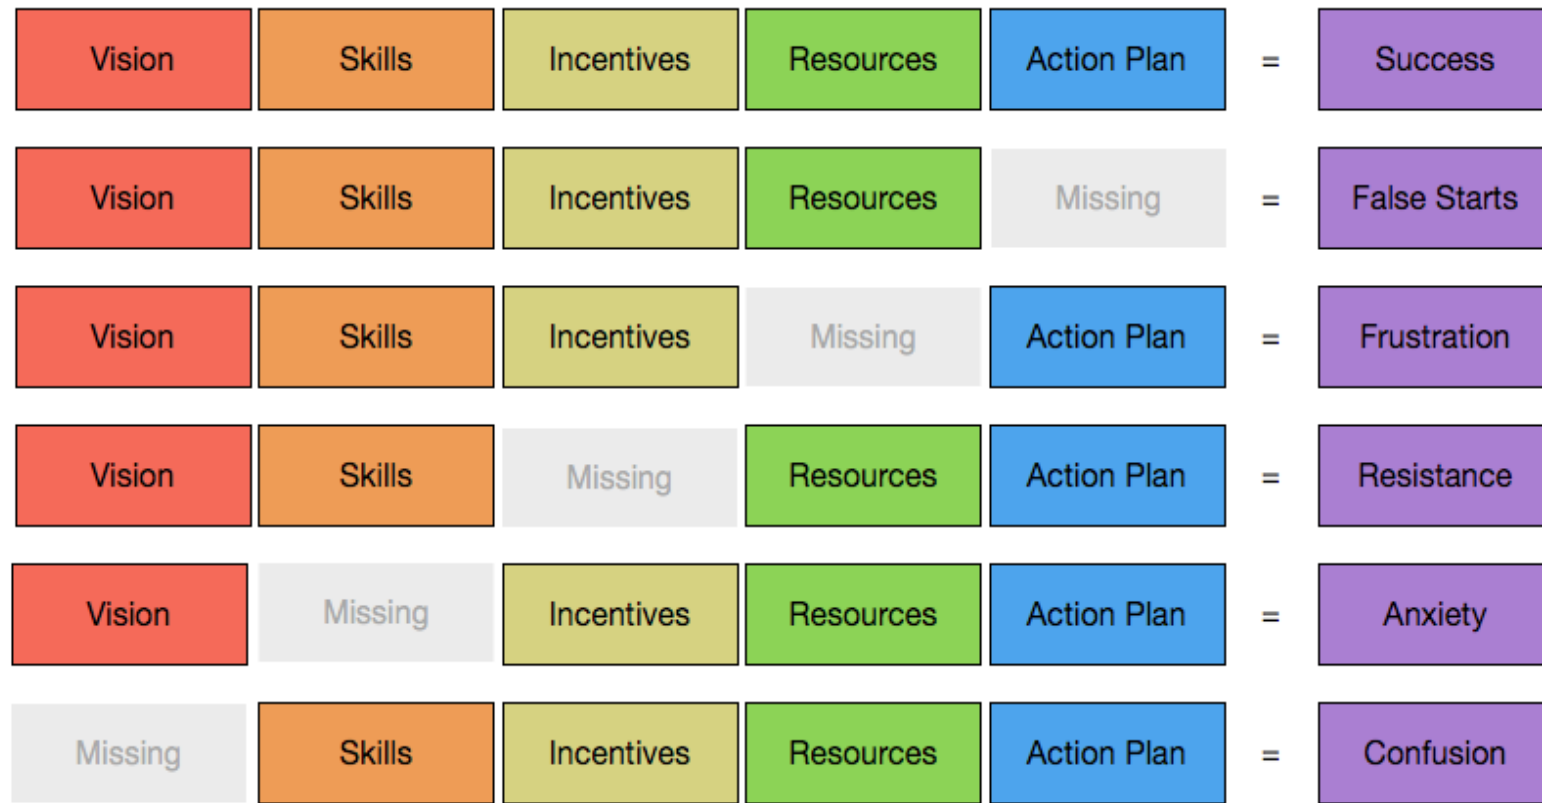 Vision Skills Incentives Resources Action Plan = Success
Vision Skills Incentives Resources Missing = False Starts
Vision Skills Incentives Missing Action Plan = Frustration
Vision Skills Missing Resources Action Plan = Resistance
Vision Missing Incentives Resources Action Plan = Anxiety
Missing Skills Incentives Resources Action Plan = Confusion